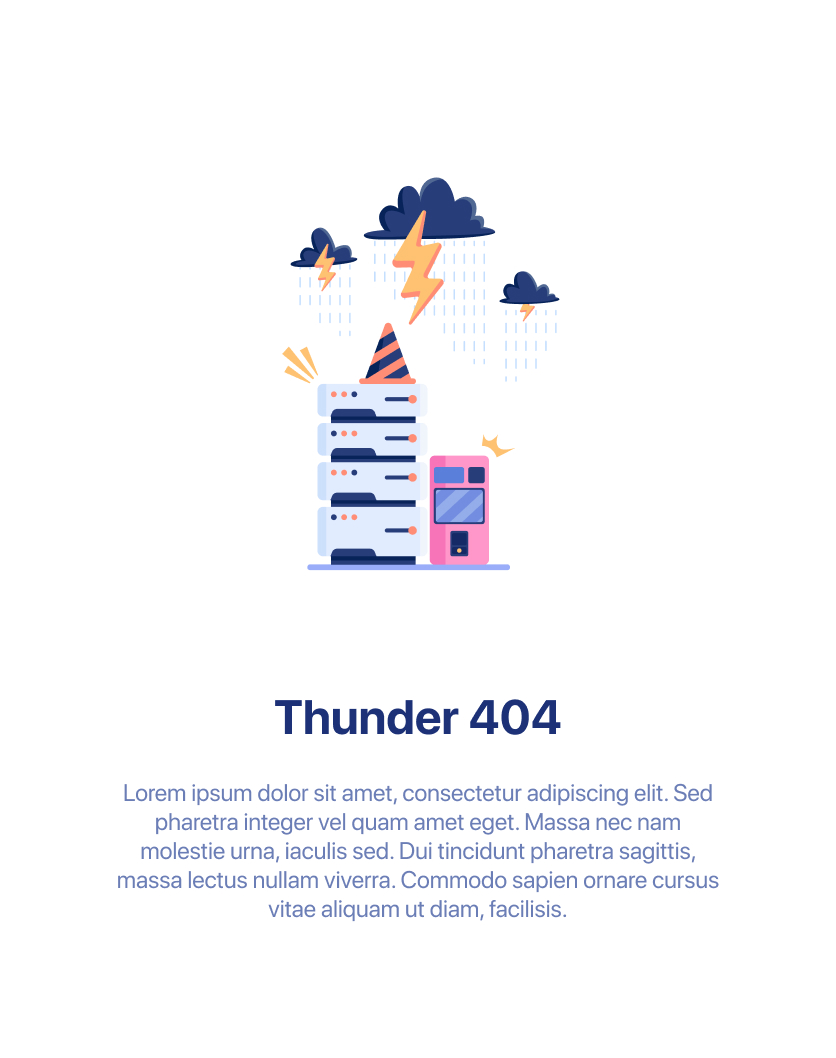 Thunder 404
Lorem ipsum dolor sit amet, consectetur adipiscing elit. Sed
pharetra integer vel quam amet eget. Massa nec nam
molestie urna, iaculis sed. Dui tincidunt pharetra sagittis,
massa lectus nullam viverra. Commodo sapien ornare cursus
vitae aliquam ut diam, facilisis.